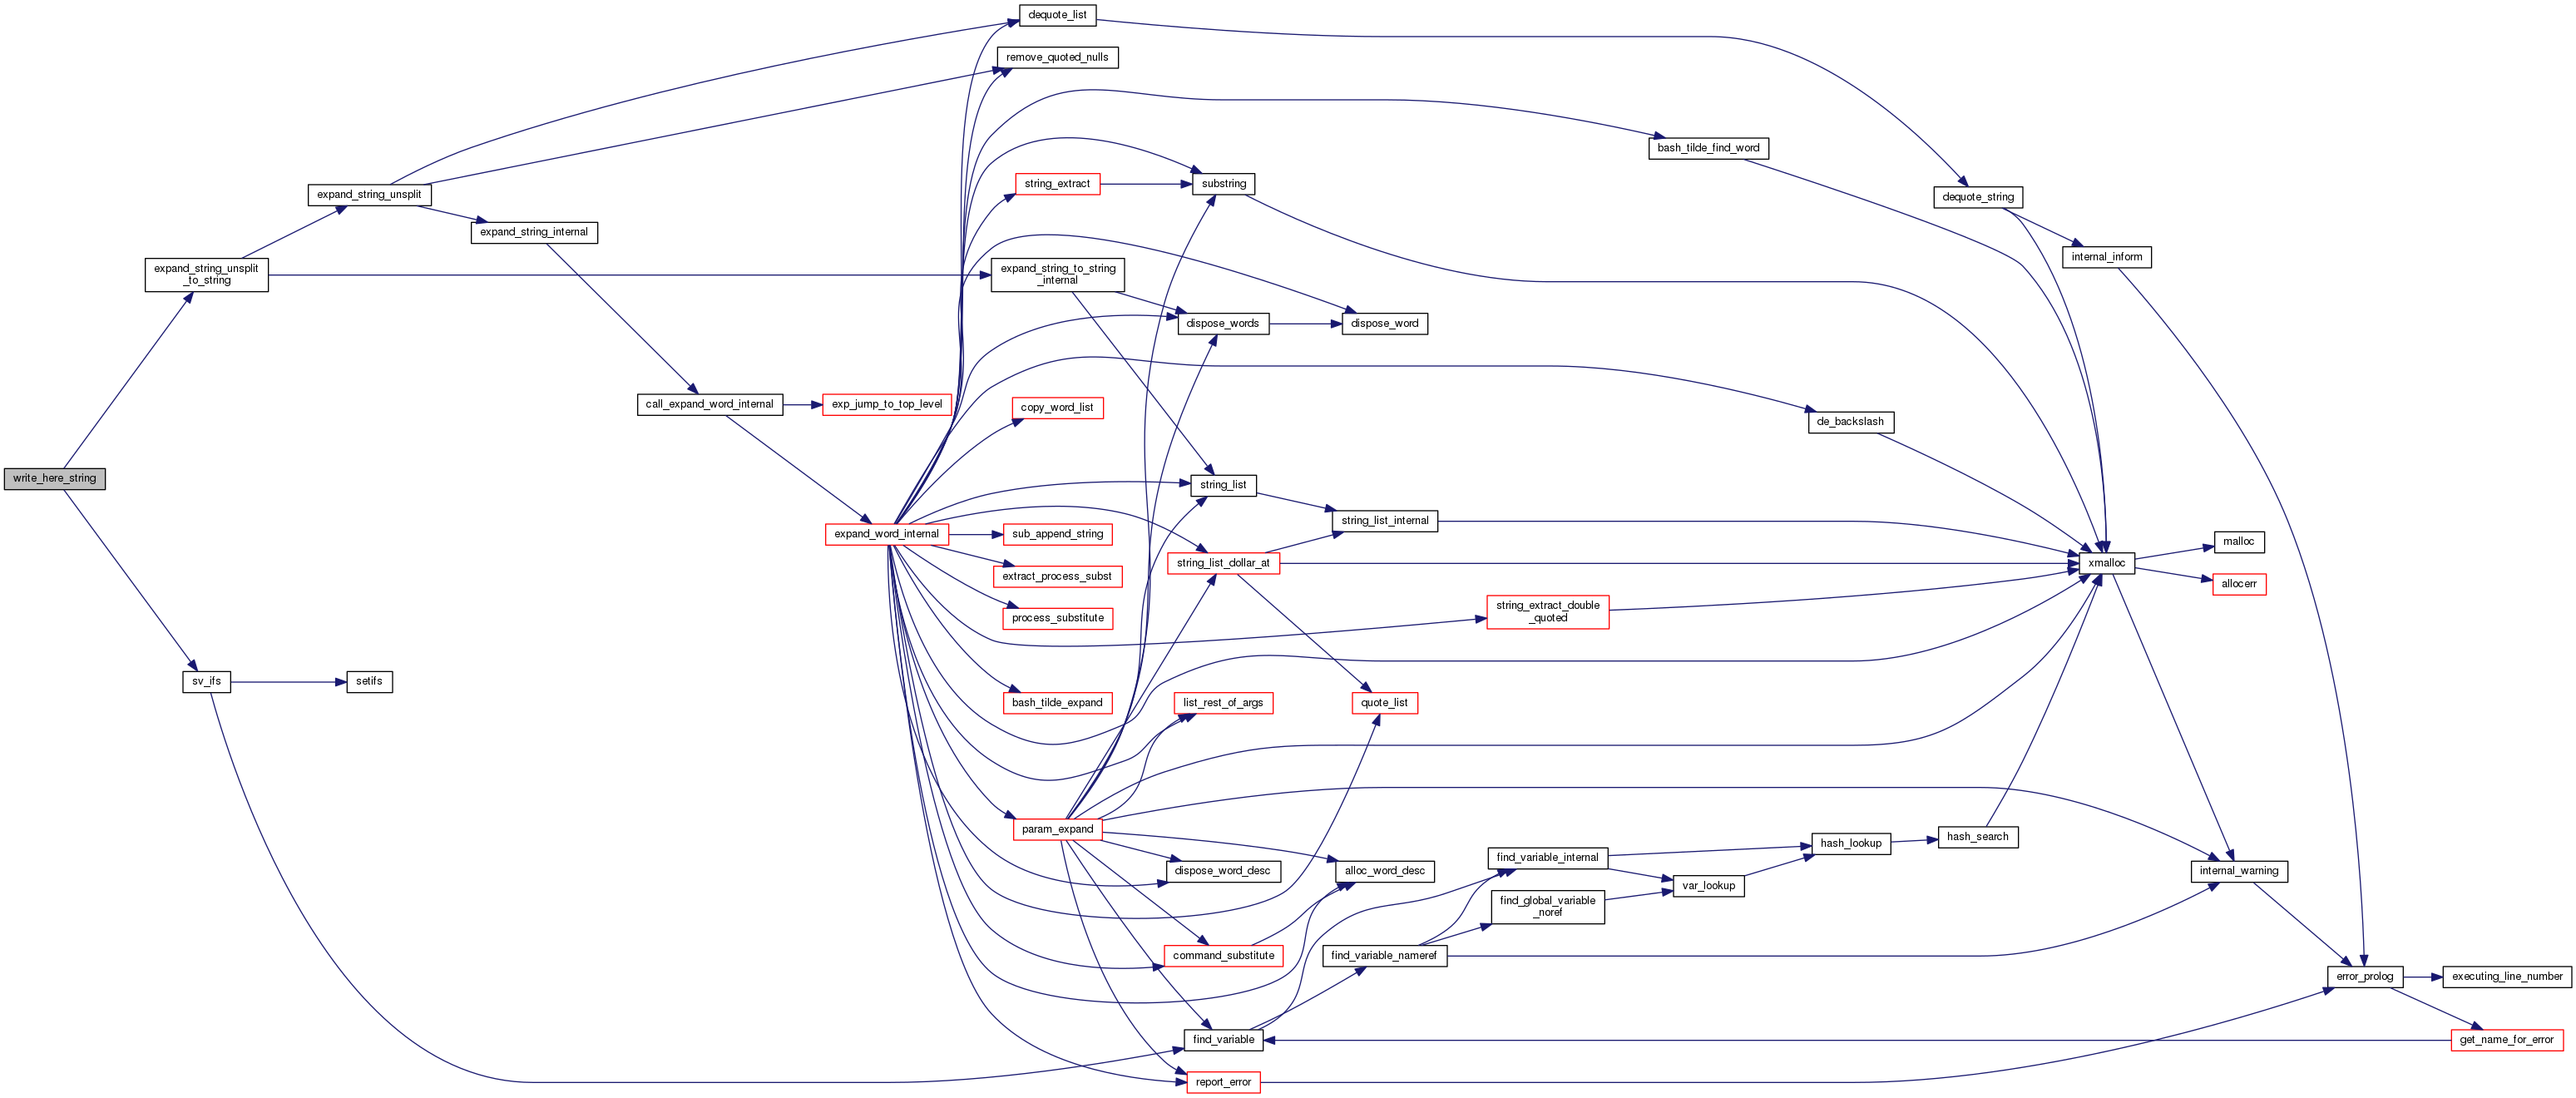 dequote_list
remove_quoted_nulls
bash_tilde_find_word
string_extract
substring
expand_string_unsplit
dequote_string
expand_string_internal
internal_inform
expand_string_unsplit
_to_string
expand_string_to_string
_internal
dispose_words
dispose_word
call_expand_word_internal
exp_jump_to_top_level
copy_word_list
de_backslash
write_here_string
string_list
string_list_internal
expand_word_internal
sub_append_string
malloc
string_list_dollar_at
xmalloc
extract_process_subst
allocerr
string_extract_double
_quoted
process_substitute
sv_ifs
setifs
bash_tilde_expand
list_rest_of_args
quote_list
param_expand
hash_search
hash_lookup
find_variable_internal
dispose_word_desc
alloc_word_desc
internal_warning
var_lookup
find_global_variable
_noref
command_substitute
find_variable_nameref
error_prolog
executing_line_number
find_variable
get_name_for_error
report_error